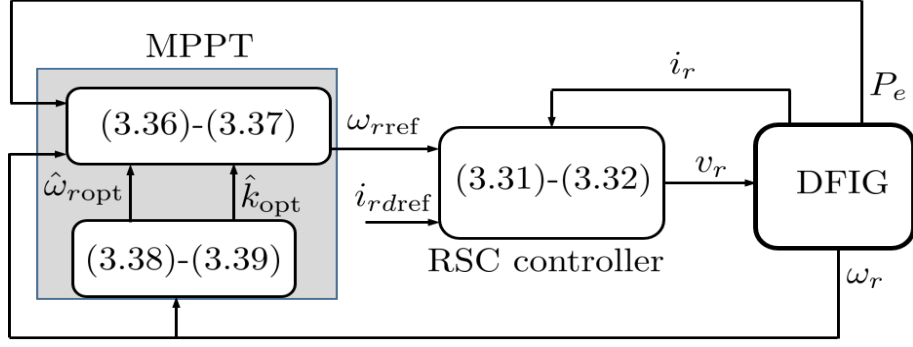 MPPT
(3.36)-(3.37)
ω̂_ropt
k̂_opt
(3.38)-(3.39)
ω_rref
i_rdref
(3.31)-(3.32)
RSC controller
i_r
v_r
P_e
DFIG
ω_r